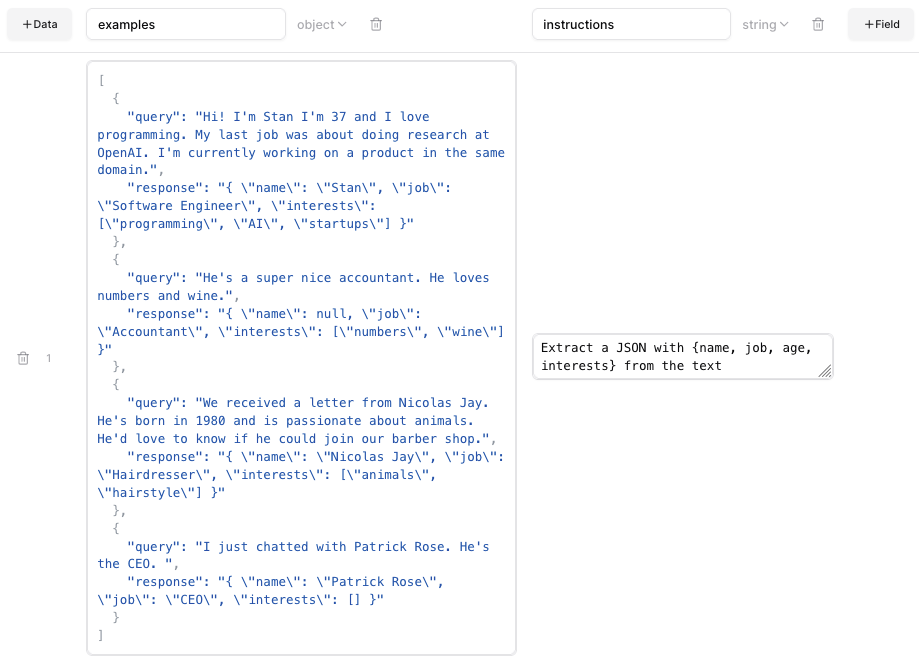 +Data
examples
object
instructions
string
+Field
[
{
"query": "Hi! I'm Stan I'm 37 and I love
programming. My last job was about doing research at
OpenAI. I'm currently working on a product in the same
domain.",
"response": "{ \"name\": \"Stan\", \"job\":
\"Software Engineer\", \"interests\":
[\"programming\", \"AI\", \"startups\"] }"
},
{
"query": "He's a super nice accountant. He loves
numbers and wine.",
"response": "{ \"name\": null, \"job\":
\"Accountant\", \"interests\": [\"numbers\", \"wine\"]
}"
},
{
"query": "We received a letter from Nicolas Jay.
He's born in 1980 and is passionate about animals.
He'd love to know if he could join our barber shop.",
"response": "{ \"name\": \"Nicolas Jay\", \"job\":
\"Hairdresser\", \"interests\": [\"animals\",
\"hairstyle\"] }"
},
{
"query": "I just chatted with Patrick Rose. He's
the CEO. ",
"response": "{ \"name\": \"Patrick Rose\",
\"job\": \"CEO\", \"interests\": [] }"
}
]
1
Extract a JSON with {name, job, age,
interests} from the text